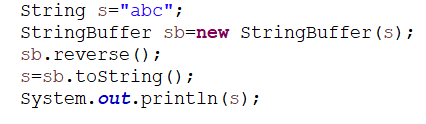 String s="abc";
StringBuffer sb=new StringBuffer(s);
sb.reverse();
s=sb.toString();
System.out.println(s);